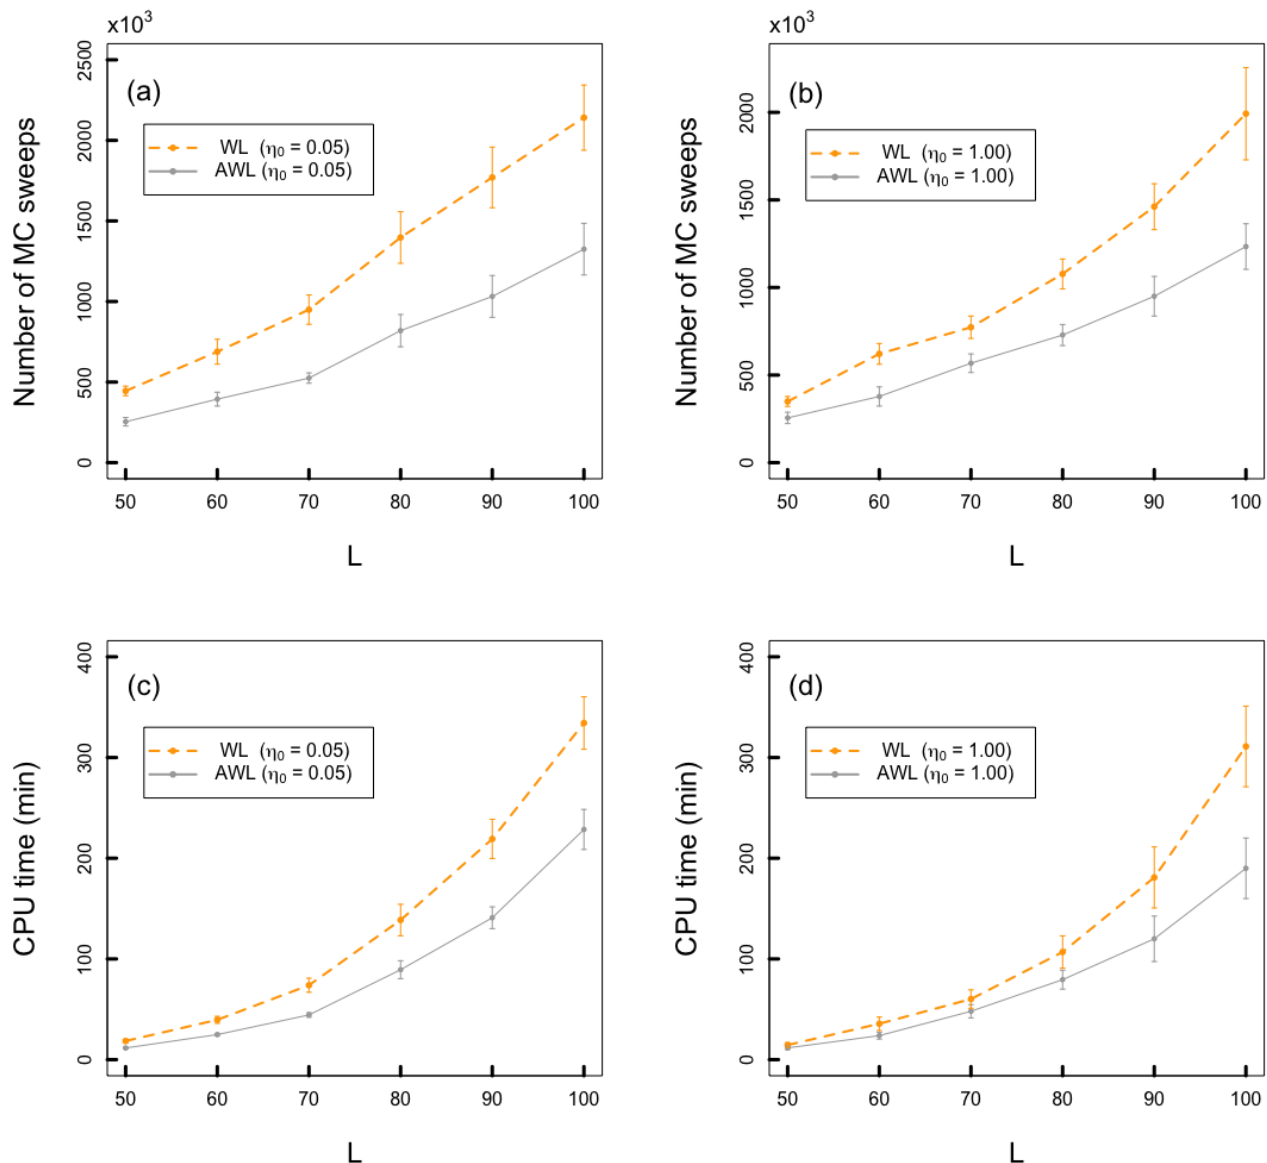 x10³
(a)
WL (η₀ = 0.05)
AWL (η₀ = 0.05)
Number of MC sweeps
0
500
1000
1500
2000
2500
50 60 70 80 90 100
L
x10³
(b)
WL (η₀ = 1.00)
AWL (η₀ = 1.00)
Number of MC sweeps
0
500
1000
1500
2000
50 60 70 80 90 100
L
(c)
WL (η₀ = 0.05)
AWL (η₀ = 0.05)
CPU time (min)
0
100
200
300
400
50 60 70 80 90 100
L
(d)
WL (η₀ = 1.00)
AWL (η₀ = 1.00)
CPU time (min)
0
100
200
300
400
50 60 70 80 90 100
L